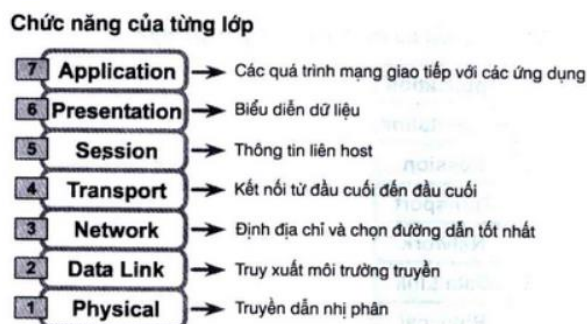 Chức năng của từng lớp
7 Application → Các quá trình mạng giao tiếp với các ứng dụng
6 Presentation → Biểu diễn dữ liệu
5 Session → Thông tin liên host
4 Transport → Kết nối từ đầu cuối đến đầu cuối
3 Network → Định địa chỉ và chọn đường dẫn tốt nhất
2 Data Link → Truy xuất môi trường truyền
1 Physical → Truyền dẫn nhị phân